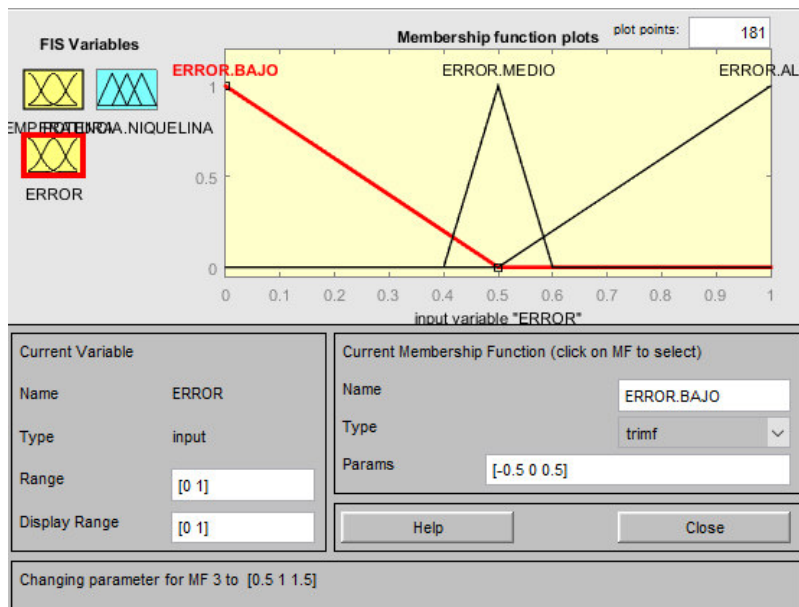 FIS Variables
Membership function plots
plot points: 181
ERROR.BAJO ERROR.MEDIO ERROR.AL
1
0.5
0
0 0.1 0.2 0.3 0.4 0.5 0.6 0.7 0.8 0.9 1
input variable "ERROR"
.NIQUELINA
ERROR
Current Variable
Name ERROR
Type input
Range [0 1]
Display Range [0 1]
Current Membership Function (click on MF to select)
Name ERROR.BAJO
Type trimf
Params [-0.5 0 0.5]
Help Close
Changing parameter for MF 3 to [0.5 1 1.5]